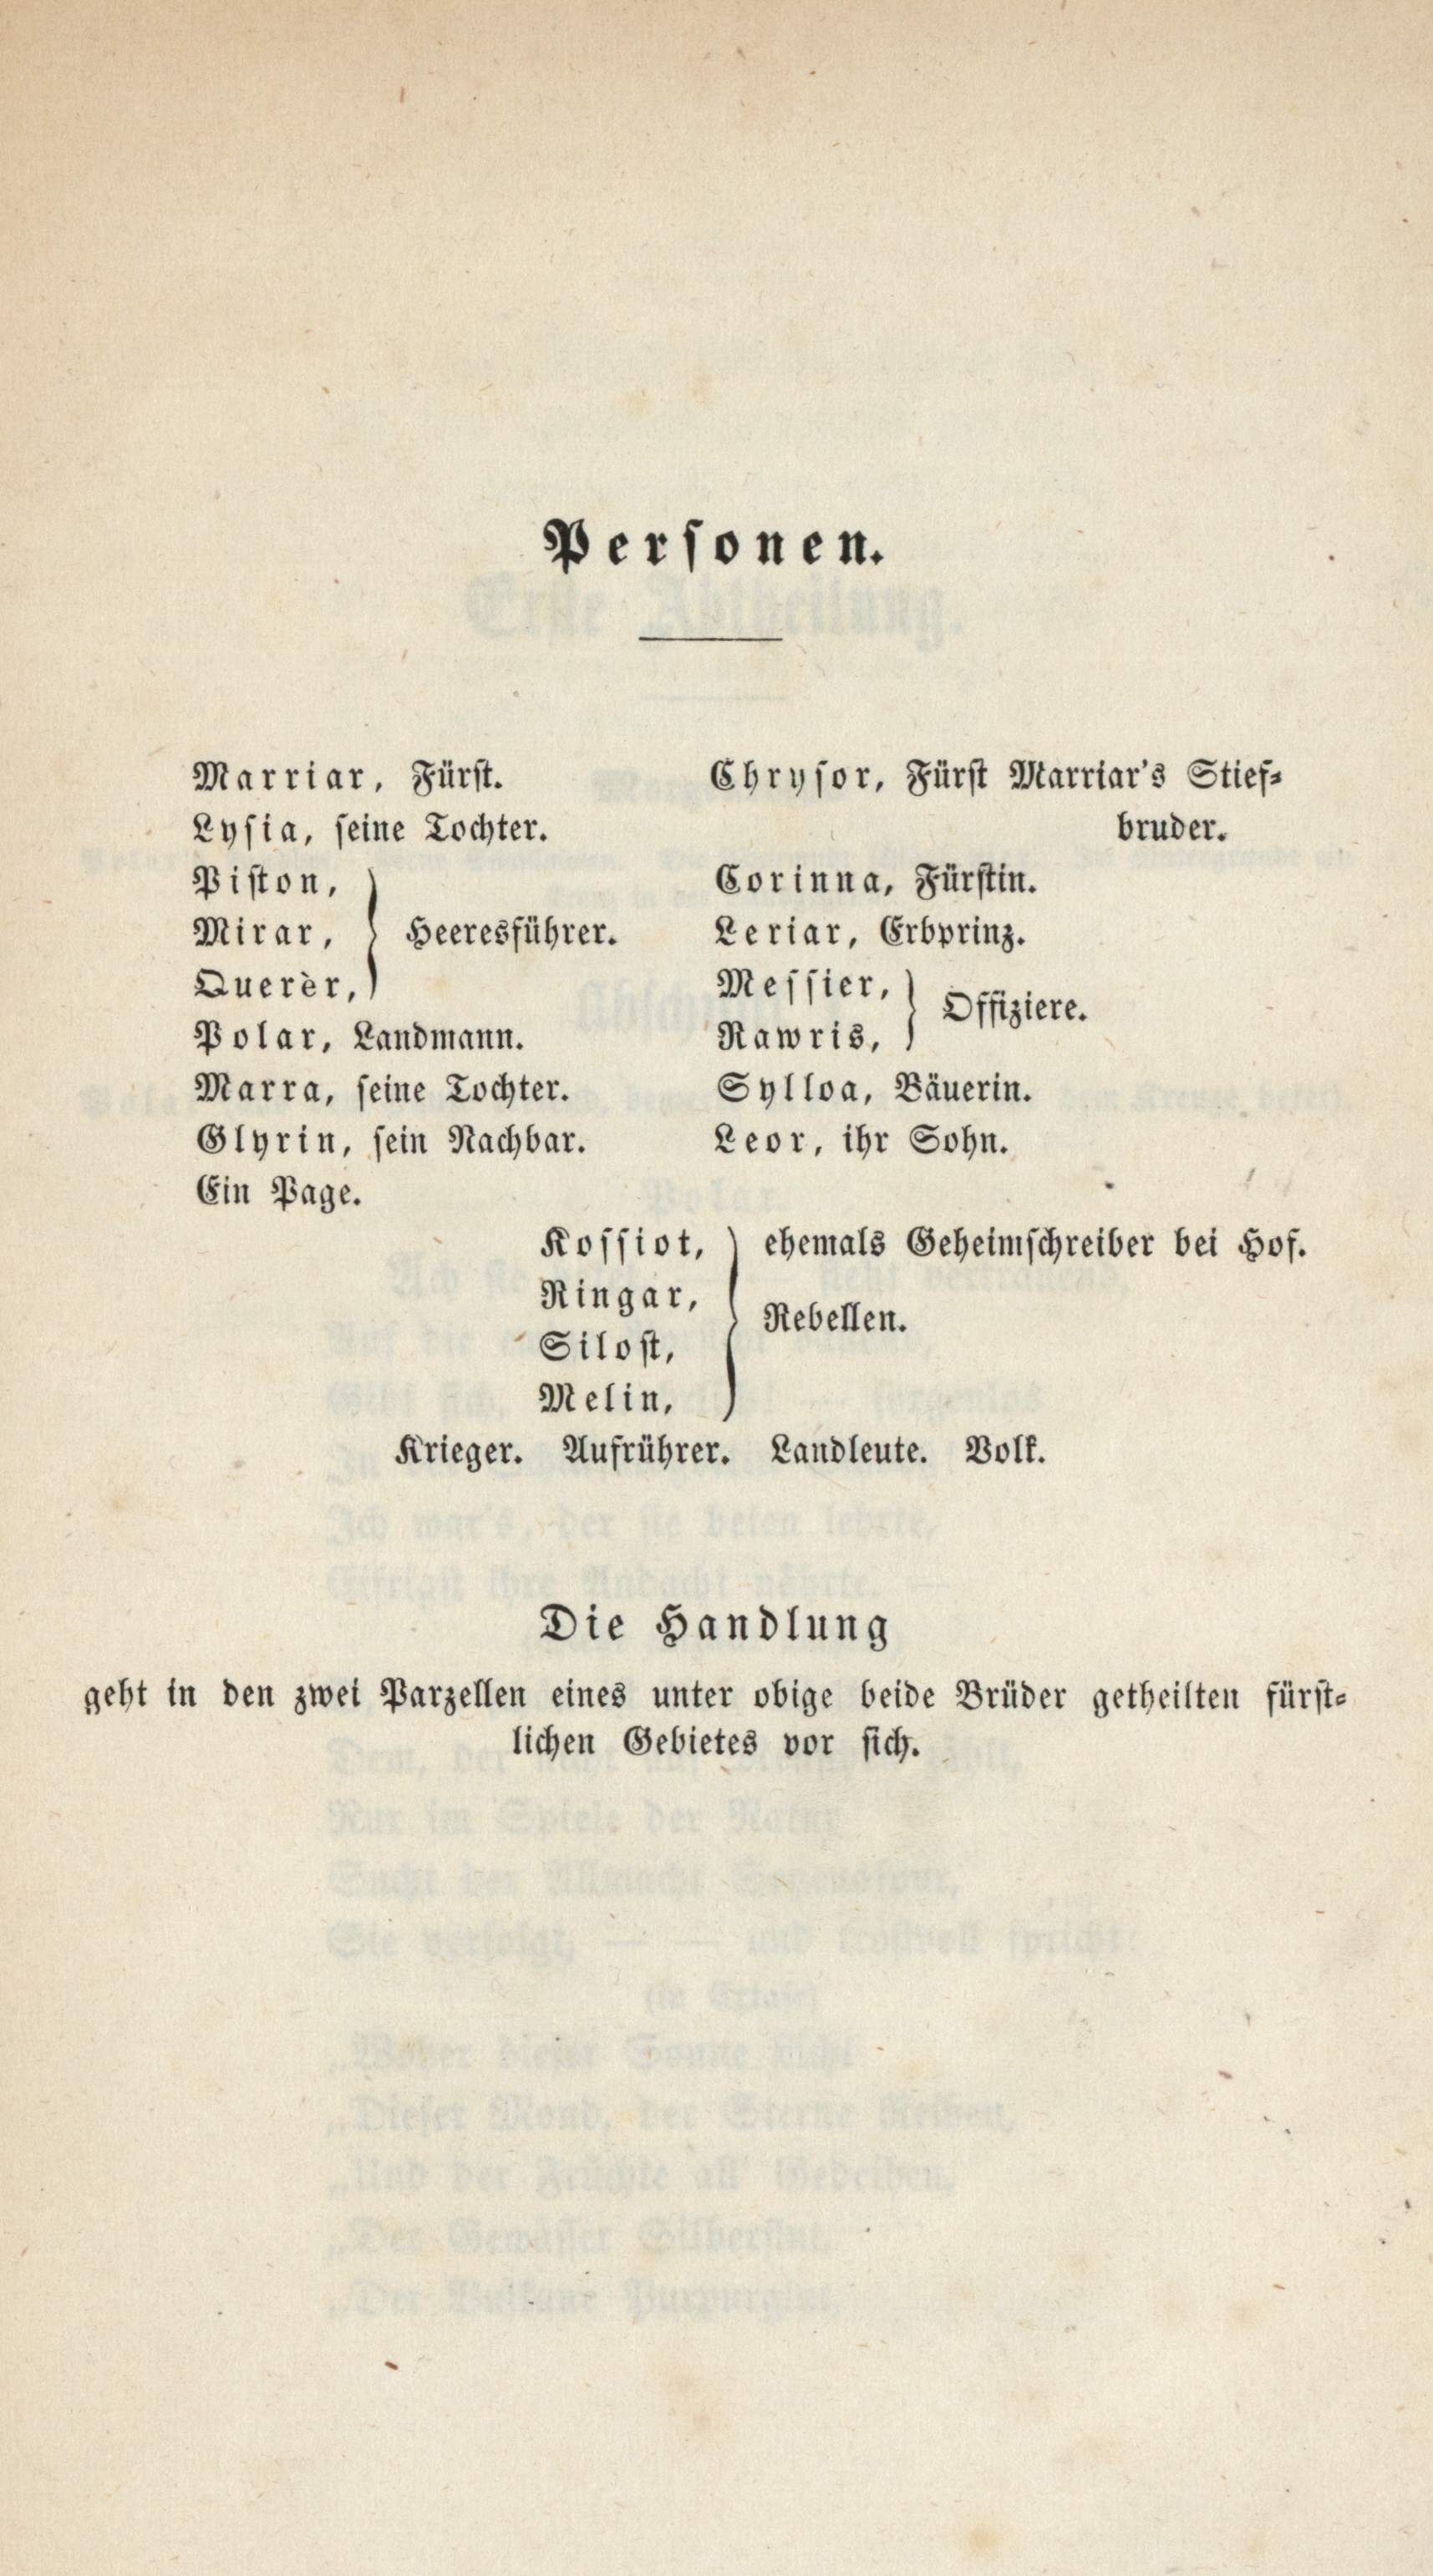 Personen.
Marriar, Fürst.
Lysia, seine Tochter.
Piston,
Mirar, } Heeresführer.
Querèr,
Polar, Landmann.
Marra, seine Tochter.
Glyrin, sein Nachbar.
Ein Page.
Chrysor, Fürst Marriar's Stief-
bruder.
Corinna, Fürstin.
Leriar, Erbprinz.
Messier, } Offiziere.
Rawris,
Sylloa, Bäuerin.
Leor, ihr Sohn.
Kossiot, } ehemals Geheimschreiber bei Hof.
Ringar,
Rebellen.
Silost,
Melin,
Krieger. Aufrührer. Landleute. Volk.
Die Handlung
geht in den zwei Parzellen eines unter obige beide Brüder getheilten fürst-
lichen Gebietes vor sich.